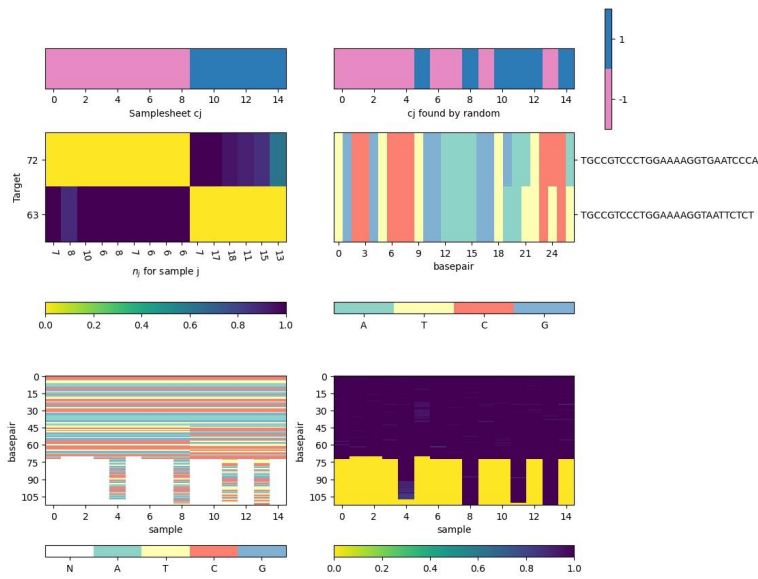 0 2 4 6 8 10 12 14
Samplesheet cj
0 2 4 6 8 10 12 14
cj found by random
1
-1
Target
72
63
7 8 10 6 6 6 6 6 6 7 17 18 11 15 13
nj for sample j
TGCCGTCCCTGGAAAAGGTGAATCCCA
TGCCGTCCCTGGAAAAGGTAATTCTCT
0 3 6 9 12 15 18 21 24
basepair
0.0 0.2 0.4 0.6 0.8 1.0
A T C G
basepair
0
15
30
45
60
75
90
105
0 2 4 6 8 10 12 14
sample
basepair
0
15
30
45
60
75
90
105
0 2 4 6 8 10 12 14
sample
N A T C G
0.0 0.2 0.4 0.6 0.8 1.0